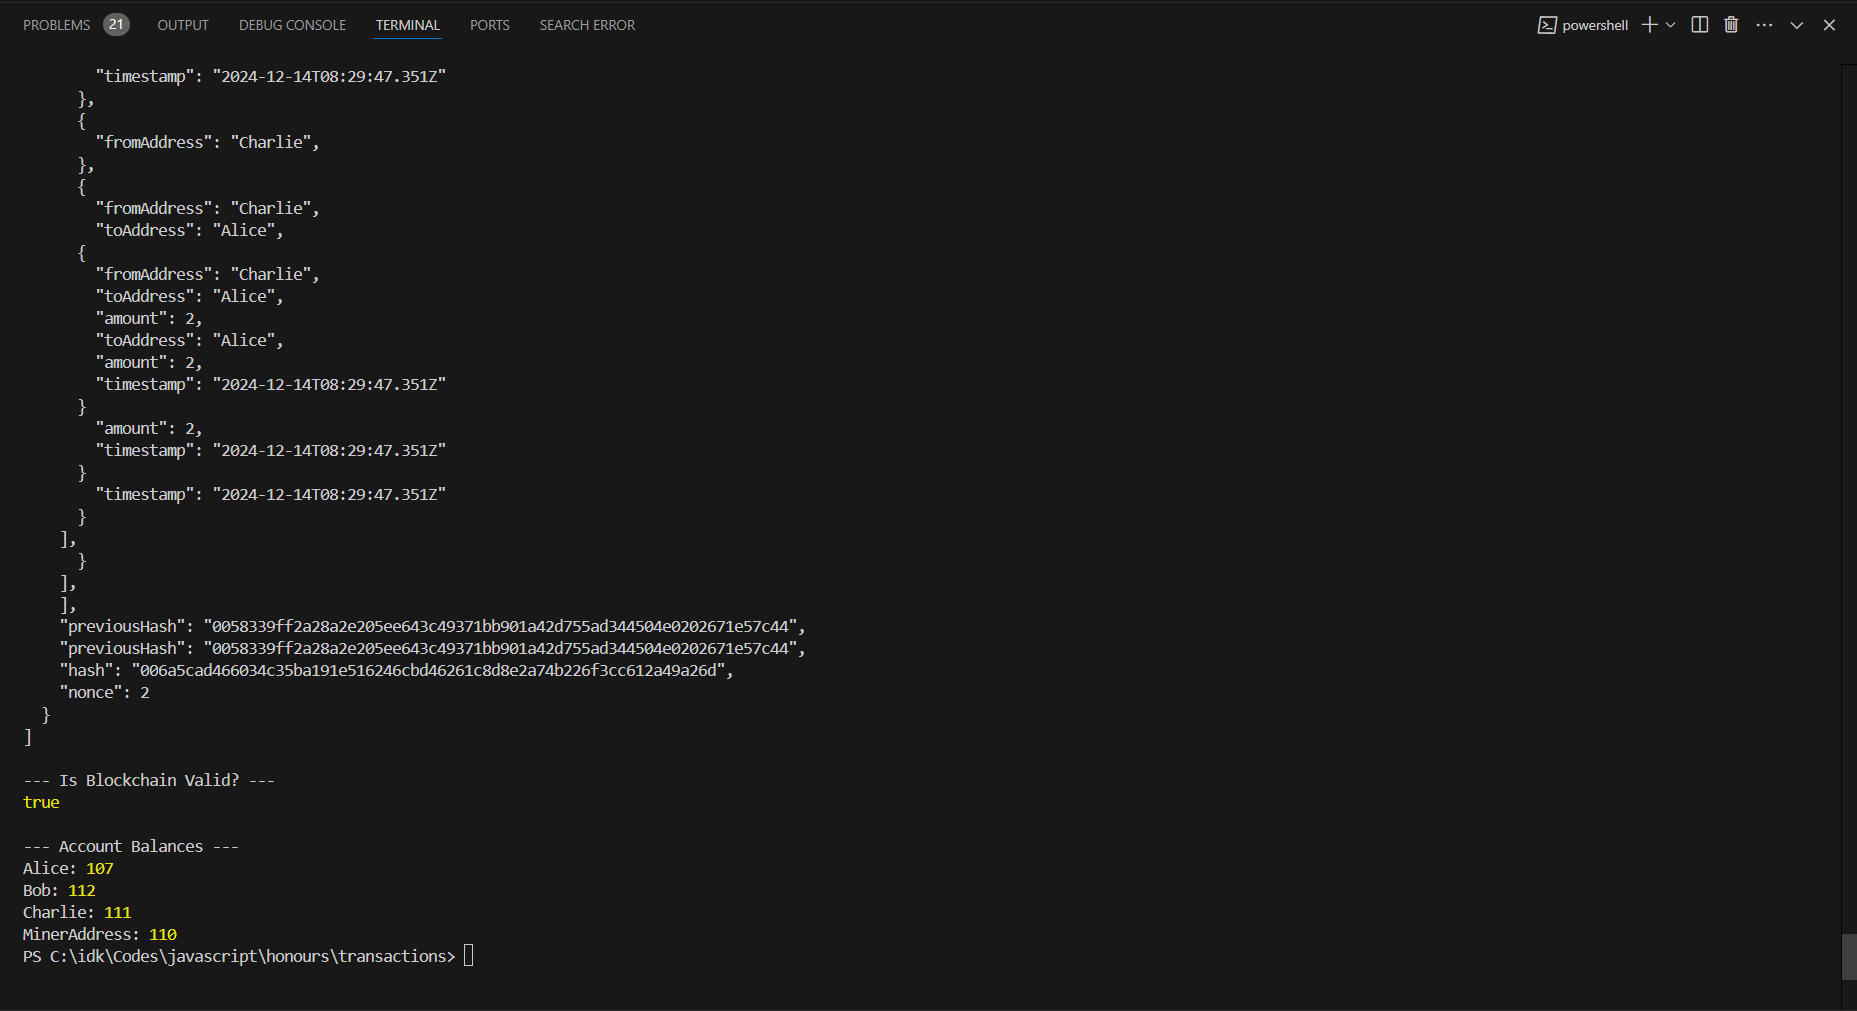 PROBLEMS 21 OUTPUT DEBUG CONSOLE TERMINAL PORTS SEARCH ERROR powershell
        "timestamp": "2024-12-14T08:29:47.351Z"
      },
      {
        "fromAddress": "Charlie",
      },
      {
        "fromAddress": "Charlie",
        "toAddress": "Alice",
      {
        "fromAddress": "Charlie",
        "toAddress": "Alice",
        "amount": 2,
        "toAddress": "Alice",
        "amount": 2,
        "timestamp": "2024-12-14T08:29:47.351Z"
      }
        "amount": 2,
        "timestamp": "2024-12-14T08:29:47.351Z"
      }
        "timestamp": "2024-12-14T08:29:47.351Z"
      }
    ],
      }
    ],
    ],
    "previousHash": "0058339ff2a28a2e205ee643c49371bb901a42d755ad344504e0202671e57c44",
    "previousHash": "0058339ff2a28a2e205ee643c49371bb901a42d755ad344504e0202671e57c44",
    "hash": "006a5cad466034c35ba191e516246cbd46261c8d8e2a74b226f3cc612a49a26d",
    "nonce": 2
  }
]
--- Is Blockchain Valid? ---
true
--- Account Balances ---
Alice: 107
Bob: 112
Charlie: 111
MinerAddress: 110
PS C:\idk\Codes\javascript\honours\transactions>